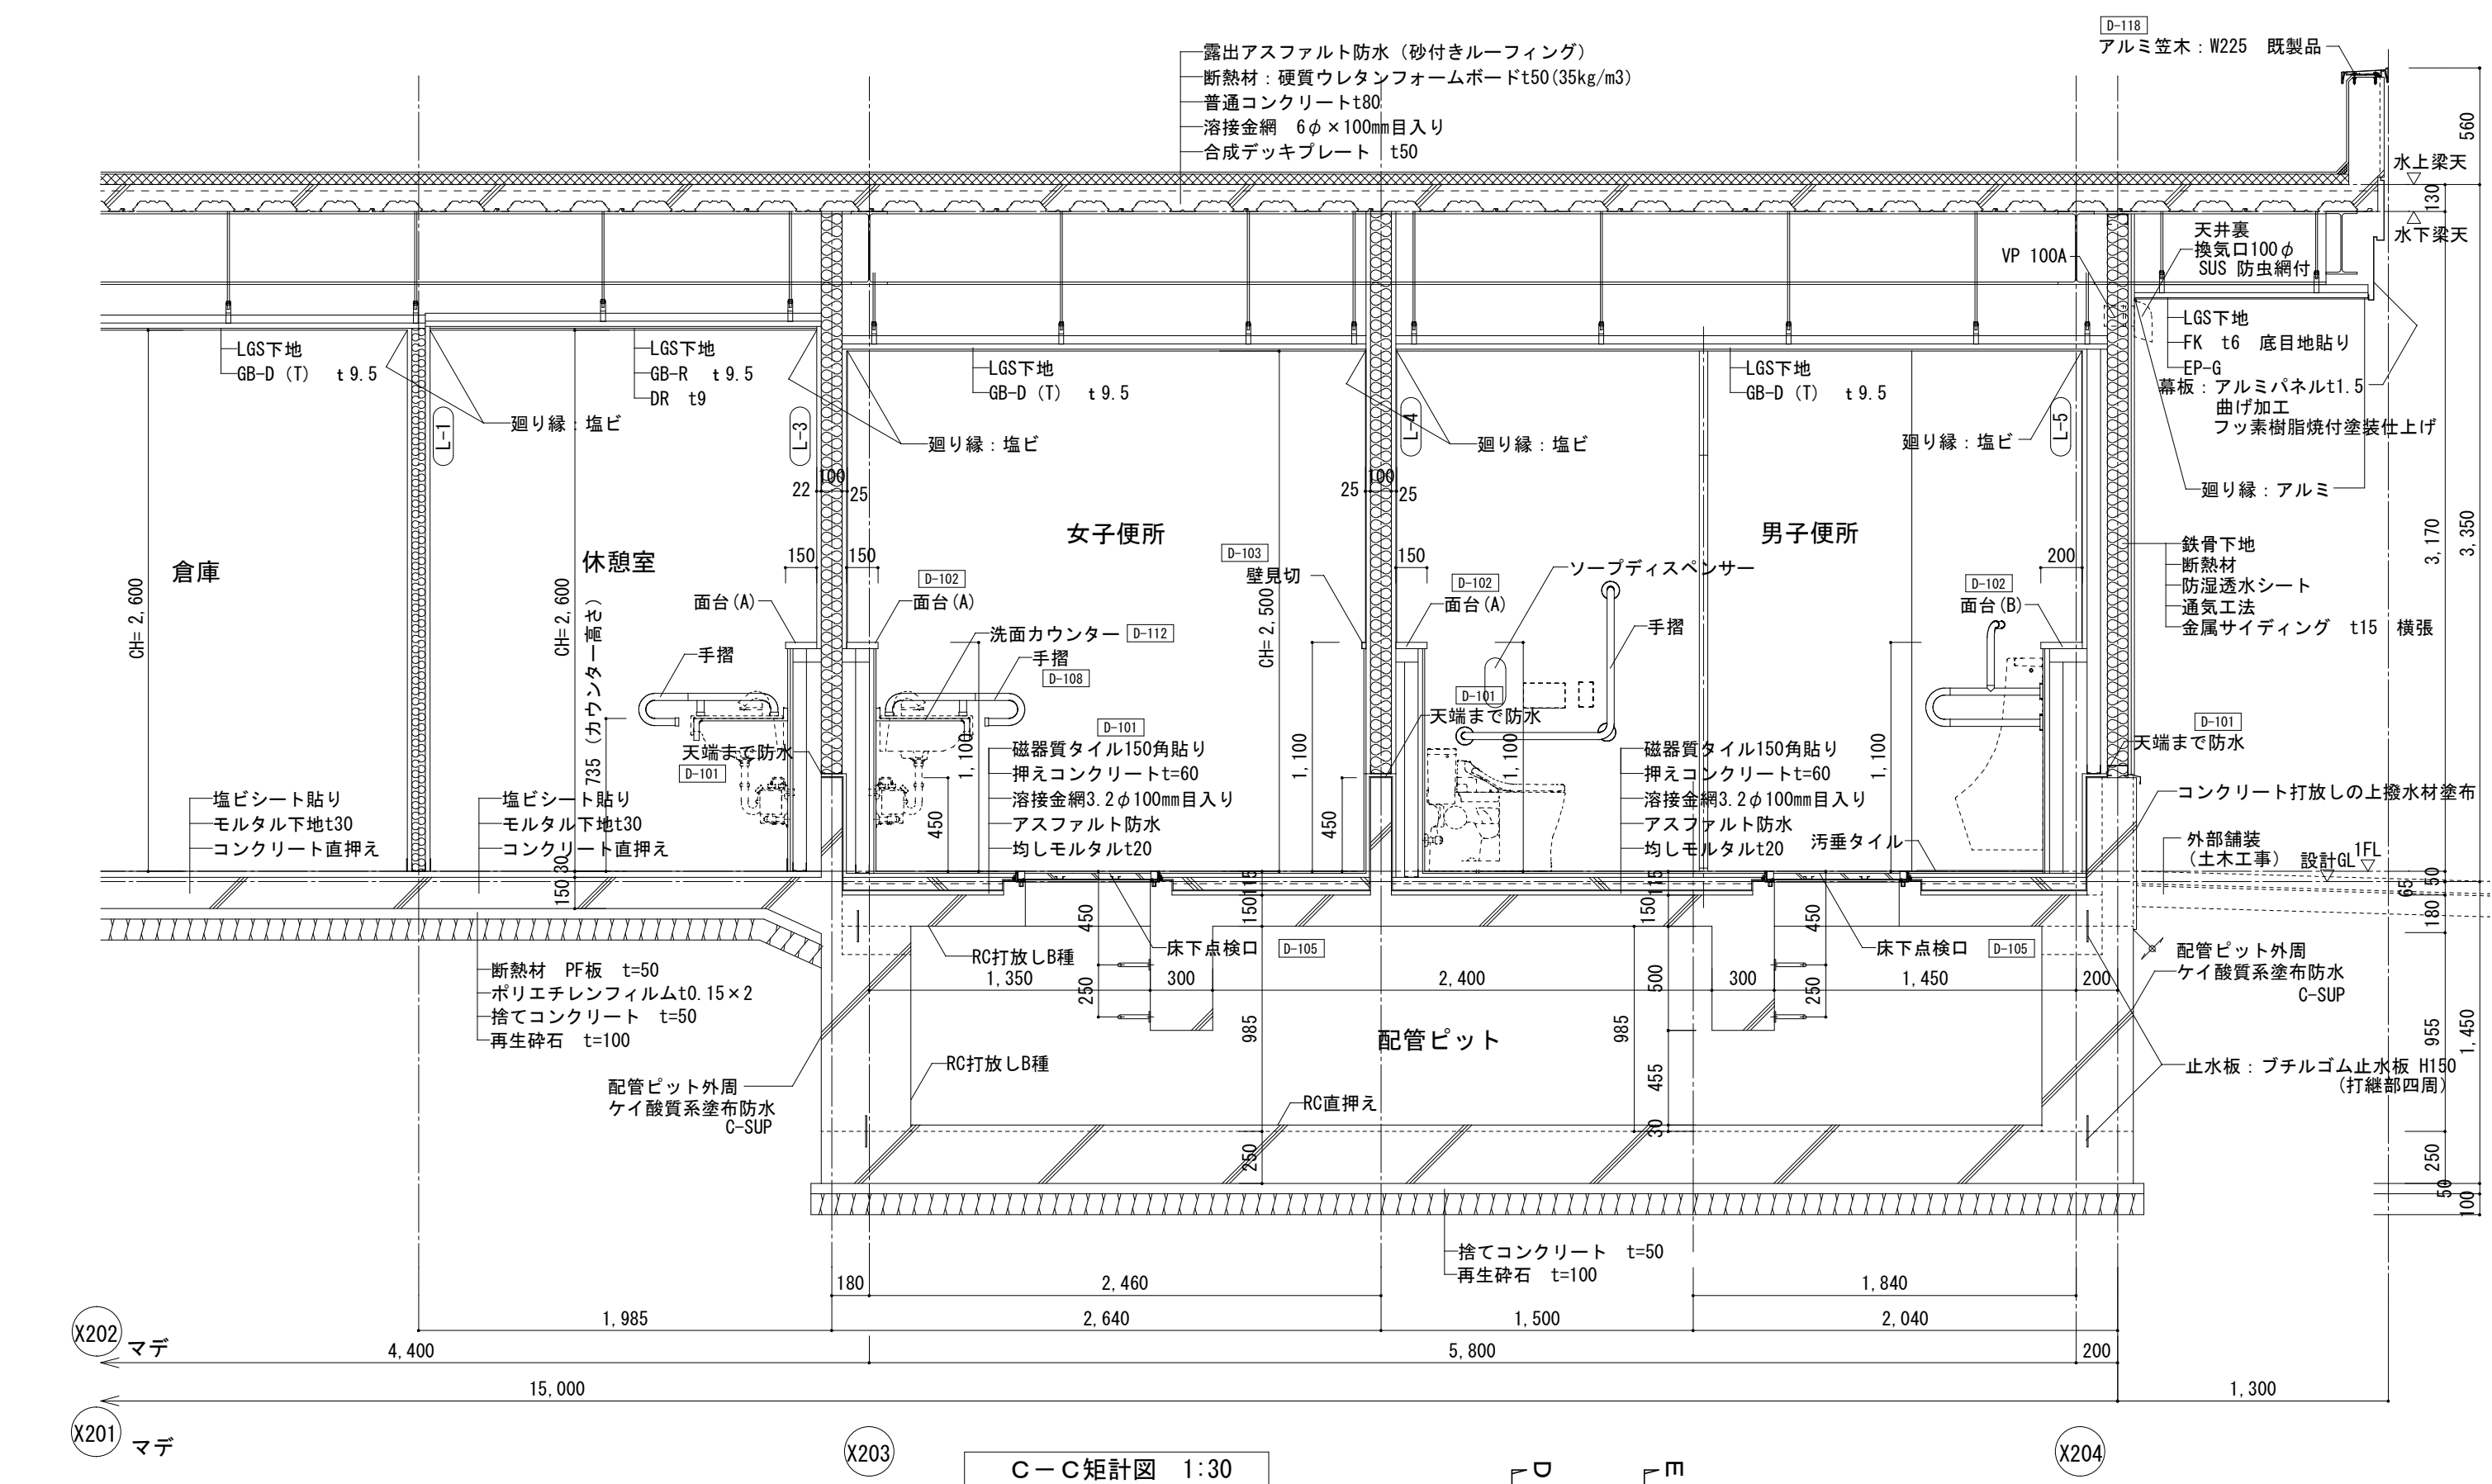 D-118
アルミ笠木：W225　既製品
露出アスファルト防水（砂付きルーフィング）
断熱材：硬質ウレタンフォームボードt50(35kg/m3)
普通コンクリートt80
溶接金網　6φ×100mm目入り
合成デッキプレート　t50
560
水上梁天
130
水下梁天
天井裏
換気口100φ
SUS 防虫網付
VP 100A
LGS下地
GB-D（T）　t9.5
LGS下地
GB-R　t9.5
DR　t9
LGS下地
GB-D（T）　t9.5
LGS下地
GB-D（T）　t9.5
LGS下地
FK　t6　底目地貼り
EP-G
幕板：アルミパネルt1.5
曲げ加工
フッ素樹脂焼付塗装仕上げ
廻り縁：塩ビ
廻り縁：塩ビ
廻り縁：塩ビ
廻り縁：塩ビ
廻り縁：アルミ
L-1
L-3
L-4
L-5
22
100
25
25
100
25
倉庫
休憩室
女子便所
男子便所
CH=2,600
CH=2,600
CH=2,500
735（カウンター高さ）
3,170
3,350
150
150
150
200
D-103
壁見切
D-102
面台(A)
面台(A)
D-102
面台(A)
D-102
面台(B)
ソープディスペンサー
手摺
洗面カウンター
D-112
手摺
D-108
手摺
鉄骨下地
断熱材
防湿透水シート
通気工法
金属サイディング　t15　横張
天端まで防水
D-101
D-101
天端まで防水
D-101
D-101
天端まで防水
1,100
1,100
1,100
1,100
450
450
塩ビシート貼り
モルタル下地t30
コンクリート直押え
塩ビシート貼り
モルタル下地t30
コンクリート直押え
磁器質タイル150角貼り
押えコンクリートt=60
溶接金網3.2φ100mm目入り
アスファルト防水
均しモルタルt20
磁器質タイル150角貼り
押えコンクリートt=60
溶接金網3.2φ100mm目入り
アスファルト防水
均しモルタルt20
汚垂タイル
コンクリート打放しの上撥水材塗布
外部舗装
（土木工事）
設計GL
1FL
150
30
150
115
450
250
150
115
450
250
50
65
180
断熱材　PF板　t=50
ポリエチレンフィルムt0.15×2
捨てコンクリート　t=50
再生砕石　t=100
RC打放しB種
床下点検口
D-105
床下点検口
D-105
1,350
300
2,400
300
1,450
200
配管ピット外周
ケイ酸質系塗布防水
C-SUP
985
985
500
455
30
250
955
1,450
250
50
100
配管ピット
RC打放しB種
RC直押え
配管ピット外周
ケイ酸質系塗布防水
C-SUP
止水板：ブチルゴム止水板 H150
（打継部四周）
捨てコンクリート　t=50
再生砕石　t=100
180
2,460
1,840
1,985
2,640
1,500
2,040
X202
マデ
4,400
5,800
200
15,000
1,300
X201
マデ
X203
X204
C－C矩計図　1:30
D
E